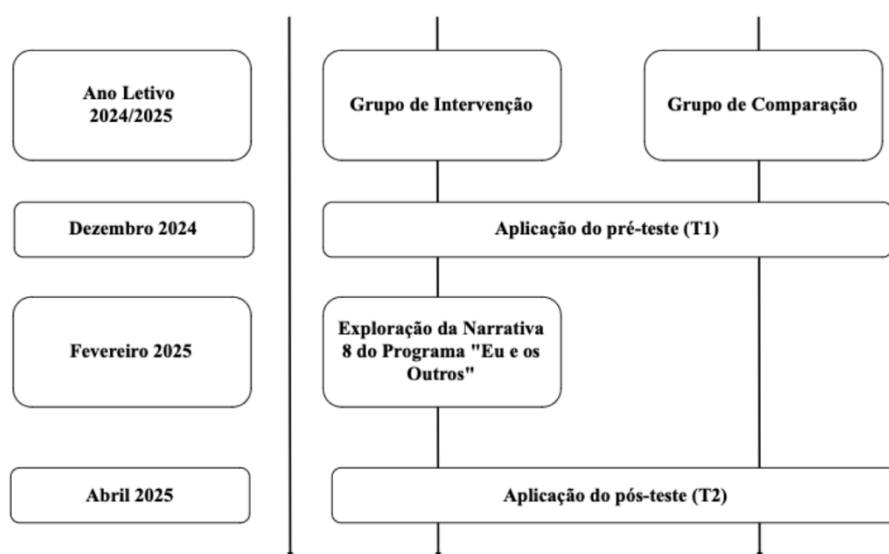 Ano Letivo
2024/2025
Grupo de Intervenção
Grupo de Comparação
Dezembro 2024
Aplicação do pré-teste (T1)
Fevereiro 2025
Exploração da Narrativa
8 do Programa "Eu e os
Outros"
Abril 2025
Aplicação do pós-teste (T2)